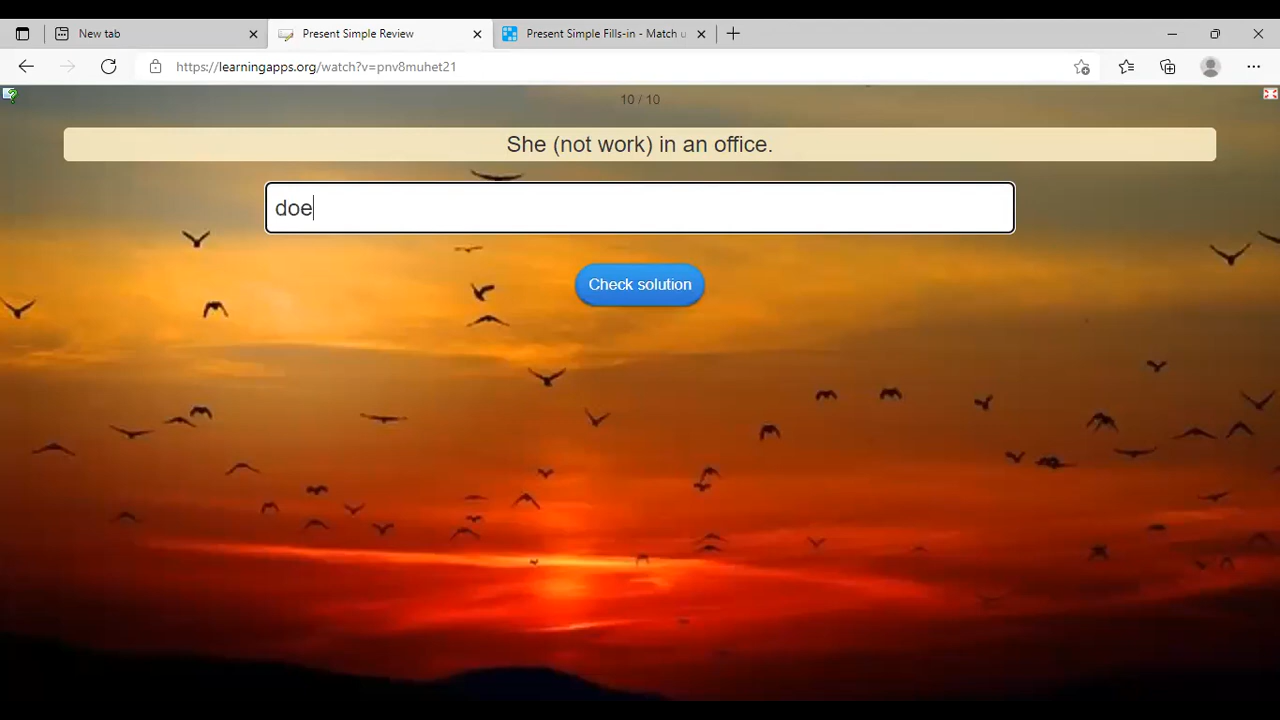 New tab
Present Simple Review
Present Simple Fills-in - Match u
https://learningapps.org/watch?v=pnv8muhet21
10 / 10
She (not work) in an office.
doe
Check solution